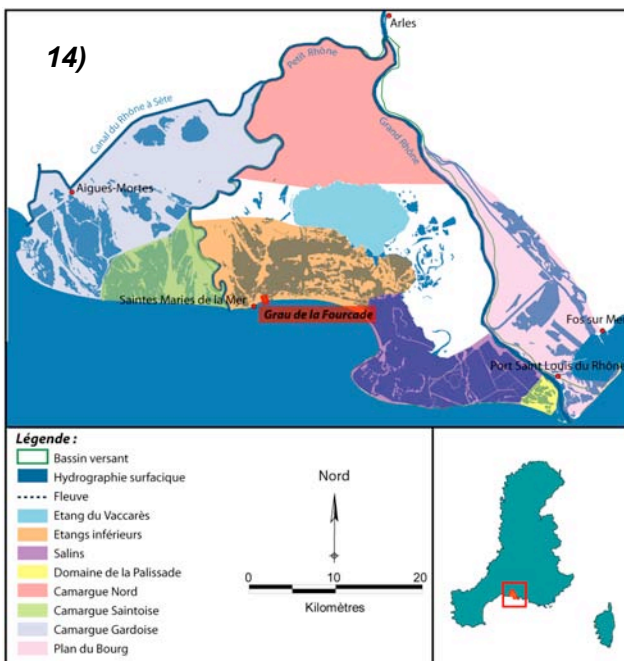 14)
Arles
Petit Rhône
Canal du Rhône à Sète
Grand Rhône
Aigues-Mortes
Saintes Maries de la Mer
Grau de la Fourcade
Fos sur Mer
Port Saint Louis du Rhône
Légende :
Bassin versant
Hydrographie surfacique
Fleuve
Etang du Vaccarès
Etangs inférieurs
Salins
Domaine de la Palissade
Camargue Nord
Camargue Saintoise
Camargue Gardoise
Plan du Bourg
Nord
0 10 20
Kilomètres